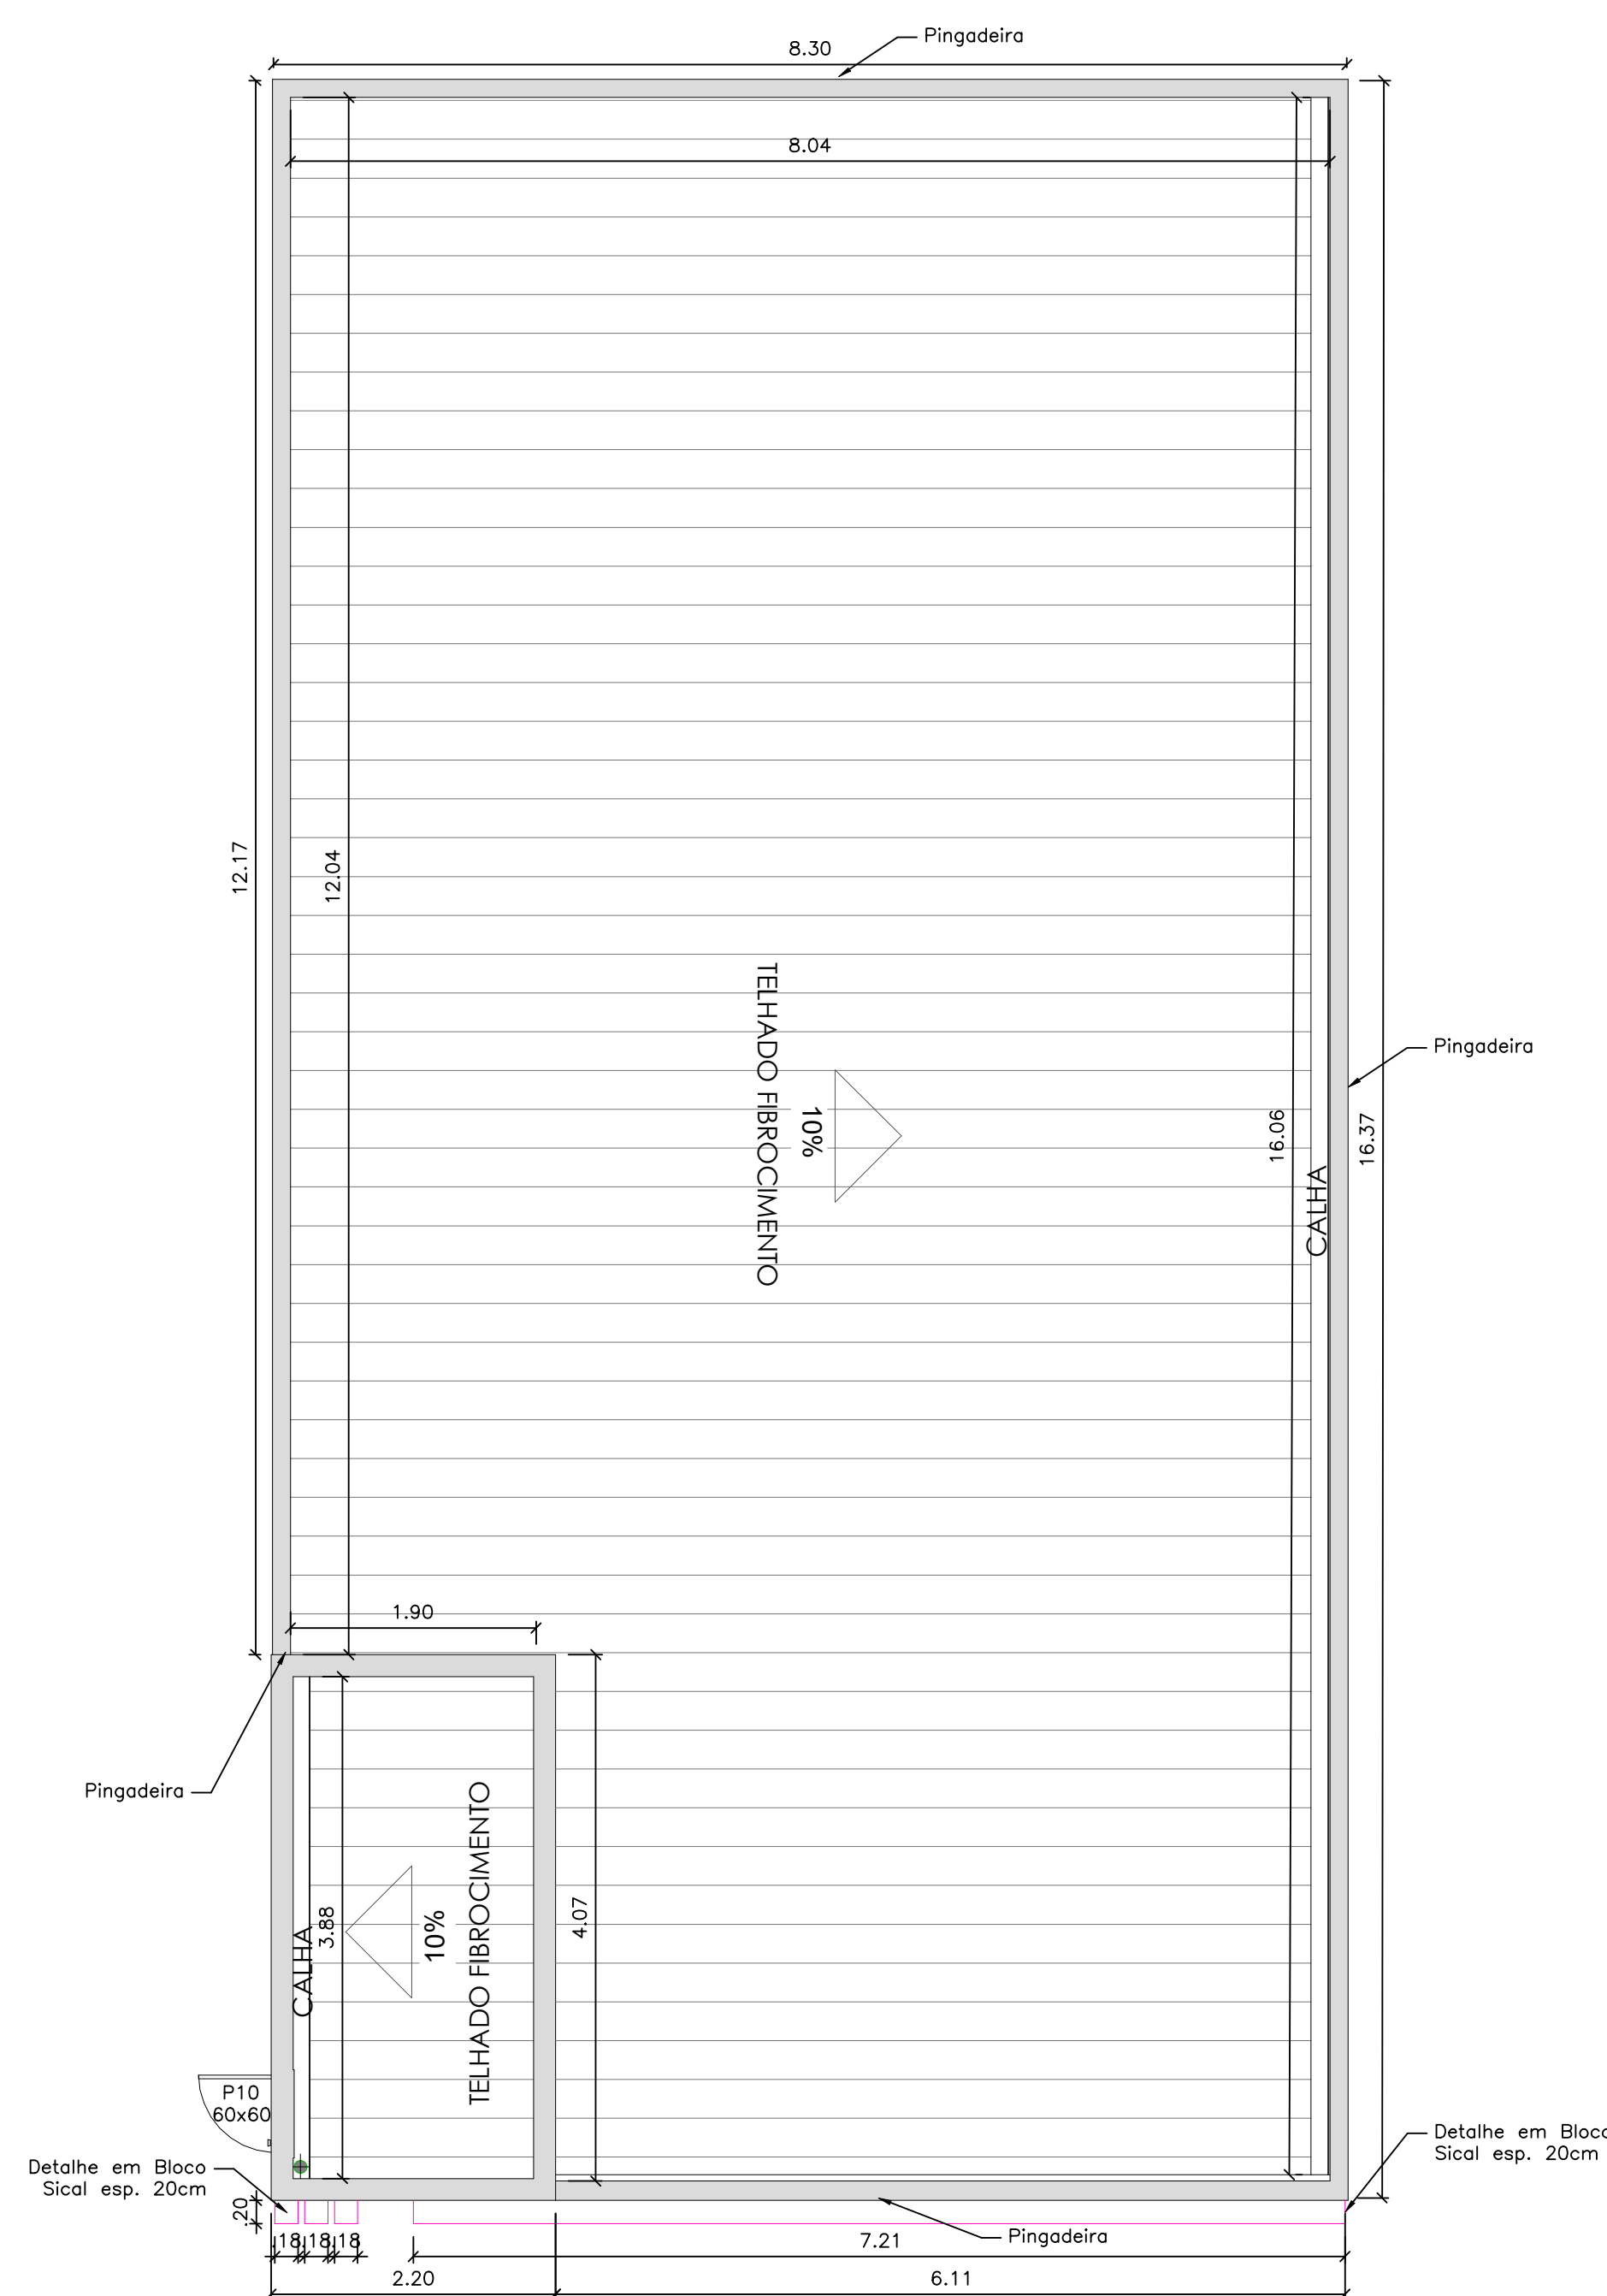 Pingadeira
8.30
8.04
12.17
12.04
TELHADO FIBROCIMENTO
10%
Pingadeira
16.06
16.37
CALHA
1.90
Pingadeira
4.07
3.88
CALHA
10%
TELHADO FIBROCIMENTO
P10
60x60
Detalhe em Bloco
Sical esp. 20cm
Detalhe em Bloco
Sical esp. 20cm
.20
.18
.18
.18
7.21
Pingadeira
2.20
6.11